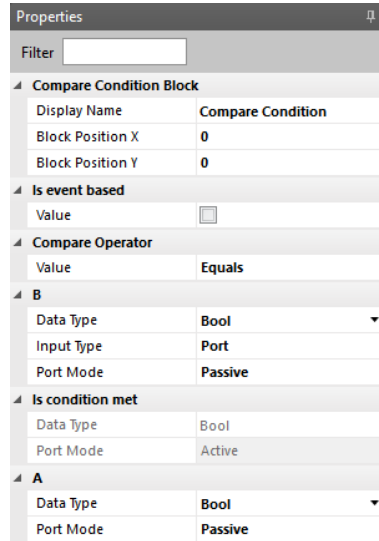 Properties
Filter
Compare Condition Block
Display Name Compare Condition
Block Position X 0
Block Position Y 0
Is event based
Value
Compare Operator
Value Equals
B
Data Type Bool
Input Type Port
Port Mode Passive
Is condition met
Data Type Bool
Port Mode Active
A
Data Type Bool
Port Mode Passive